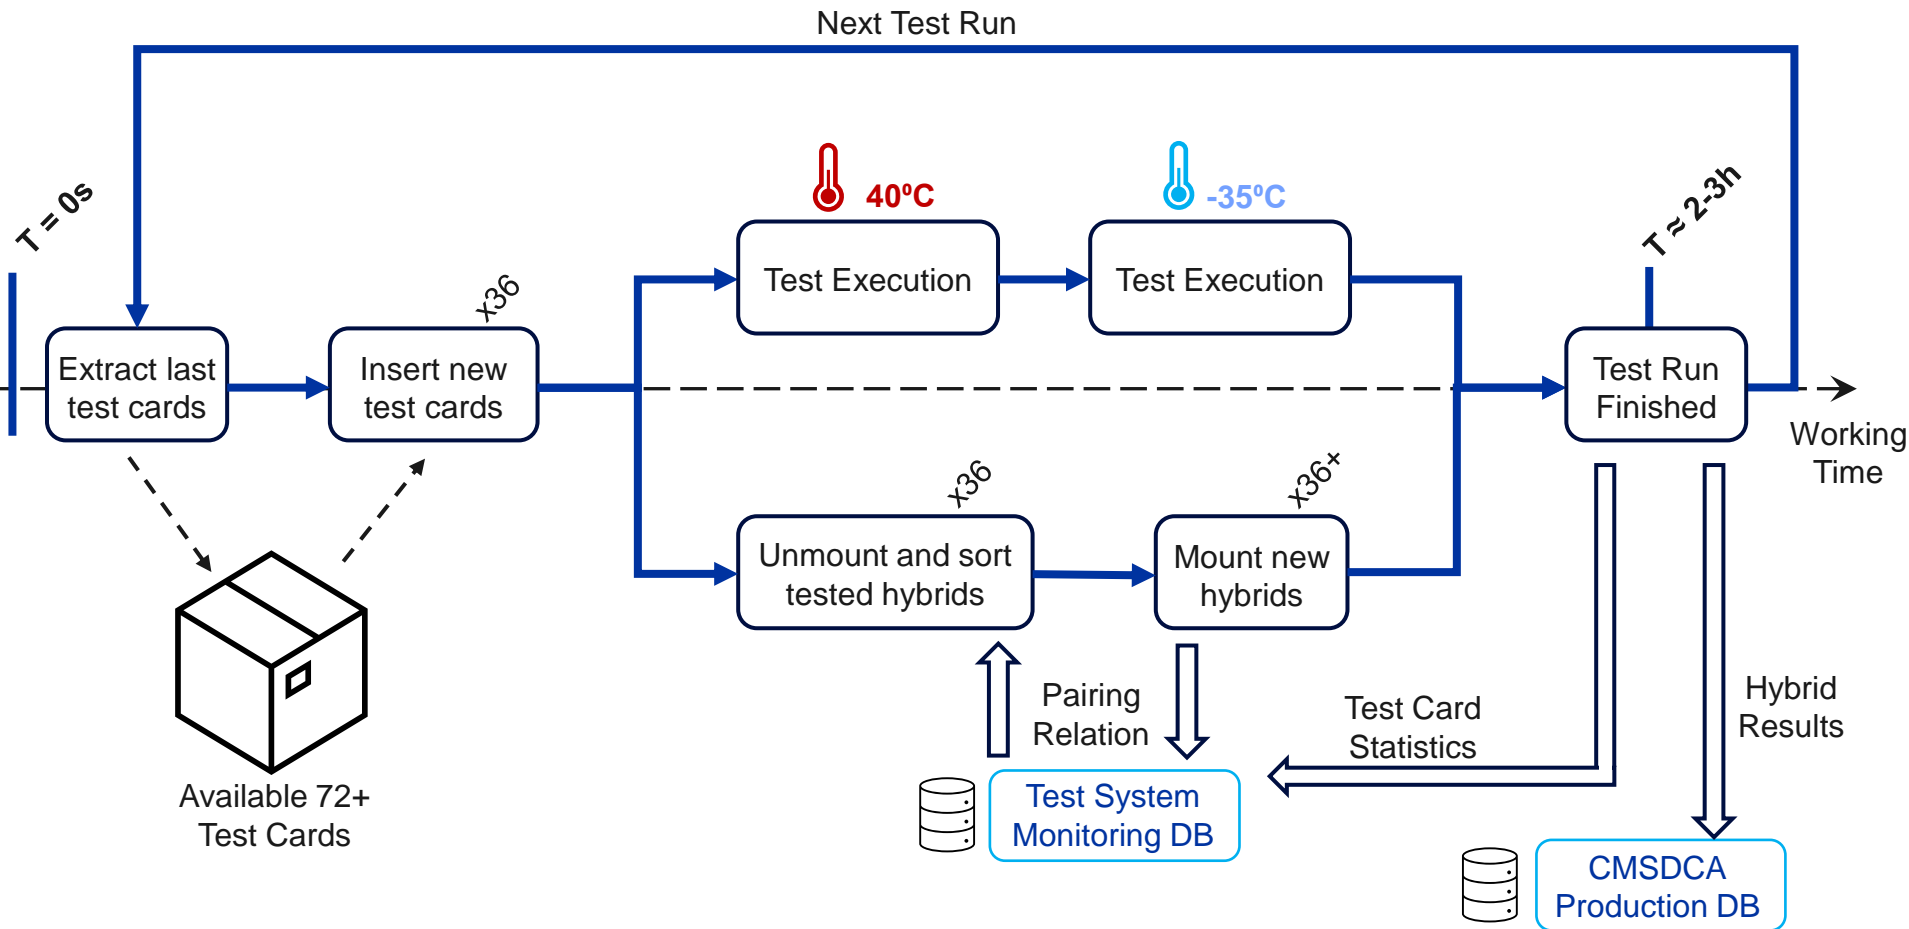 Next Test Run
T = 0s
40ºC
-35ºC
T ≈ 2-3h
Test Execution
Test Execution
x36
Extract last
test cards
Insert new
test cards
Test Run
Finished
Working
Time
x36
x36+
Unmount and sort
tested hybrids
Mount new
hybrids
Pairing
Relation
Test Card
Statistics
Hybrid
Results
Available 72+
Test Cards
Test System
Monitoring DB
CMSDCA
Production DB